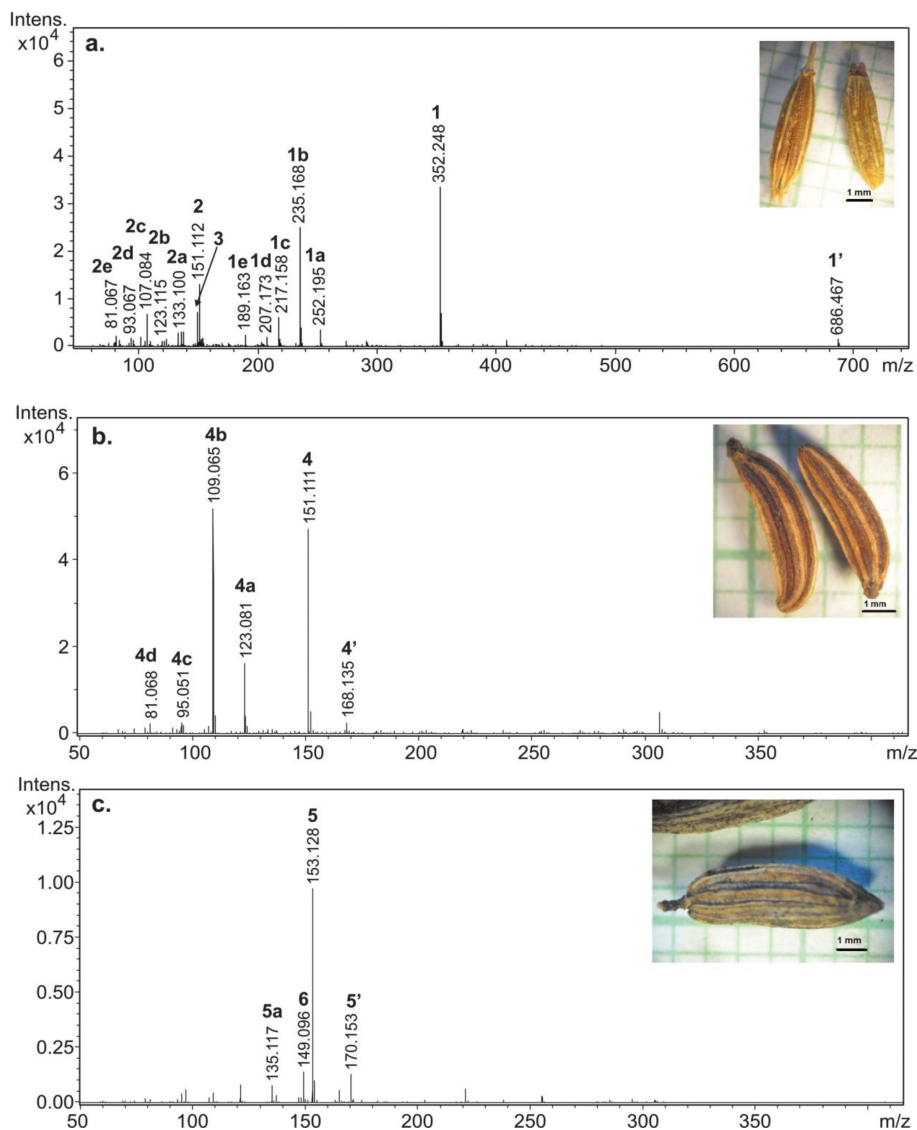 Intens.
x10⁴
a.
6
5
4
3
2
1
0
2e
81.067
2d
93.067
2c
107.084
2b
123.115
2a
133.100
2
151.112
3
1e
189.163
1d
207.173
1c
217.158
1b
235.168
1a
252.195
1
352.248
1’
686.467
1 mm
100
200
300
400
500
600
700
m/z
Intens.
x10⁴
b.
6
4
2
0
4d
81.068
4c
95.051
4b
109.065
4a
123.081
4
151.111
4’
168.135
1 mm
50
100
150
200
250
300
350
m/z
Intens.
x10⁴
c.
1.25
1.00
0.75
0.50
0.25
0.00
5a
135.117
6
149.096
5
153.128
5’
170.153
1 mm
50
100
150
200
250
300
350
m/z